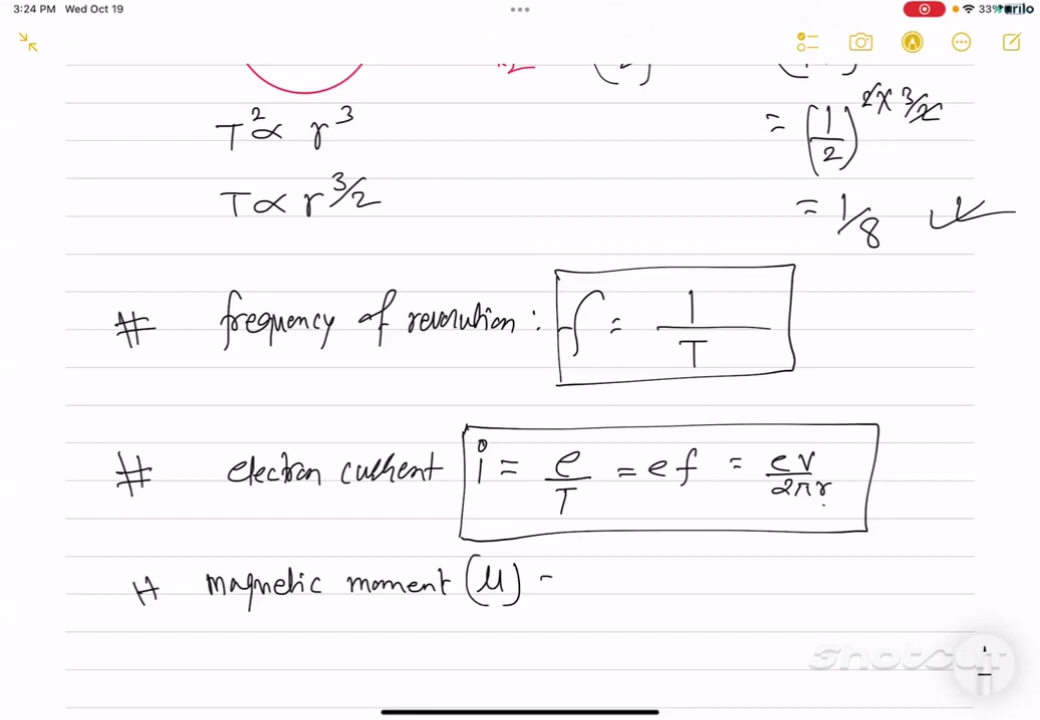 3:24 PM Wed Oct 19
33%
T² ∝ r³
= (1/2)^2×3/2
T ∝ r^3/2
= 1/8
# frequency of revolution : f = 1/T
# electron current i = e/T = ef = ev/2πr
# magnetic moment (μ) -
Shotcut